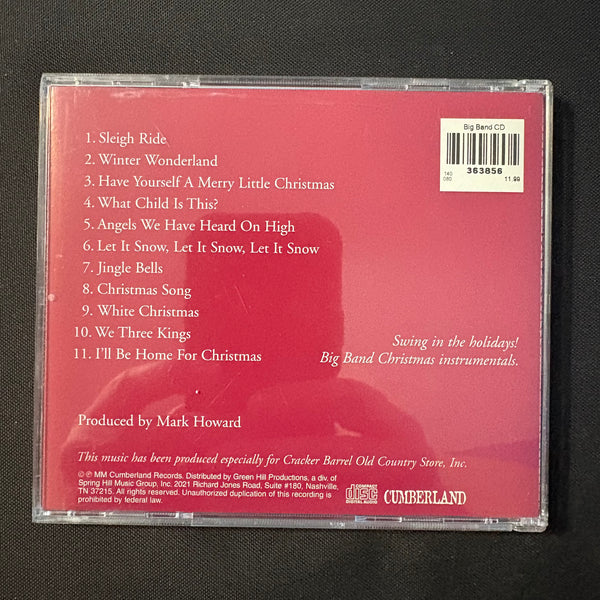 Big Band CD
140
080
363856
11.99
1. Sleigh Ride
2. Winter Wonderland
3. Have Yourself A Merry Little Christmas
4. What Child Is This?
5. Angels We Have Heard On High
6. Let It Snow, Let It Snow, Let It Snow
7. Jingle Bells
8. Christmas Song
9. White Christmas
10. We Three Kings
11. I'll Be Home For Christmas
Swing in the holidays!
Big Band Christmas instrumentals.
Produced by Mark Howard
This music has been produced especially for Cracker Barrel Old Country Store, Inc.
© ℗ MM Cumberland Records. Distributed by Green Hill Productions, a div. of
Spring Hill Music Group, Inc. 2021 Richard Jones Road, Suite #180, Nashville,
TN 37215. All rights reserved. Unauthorized duplication of this recording is
prohibited by federal law.
COMPACT
disc
DIGITAL AUDIO
CUMBERLAND